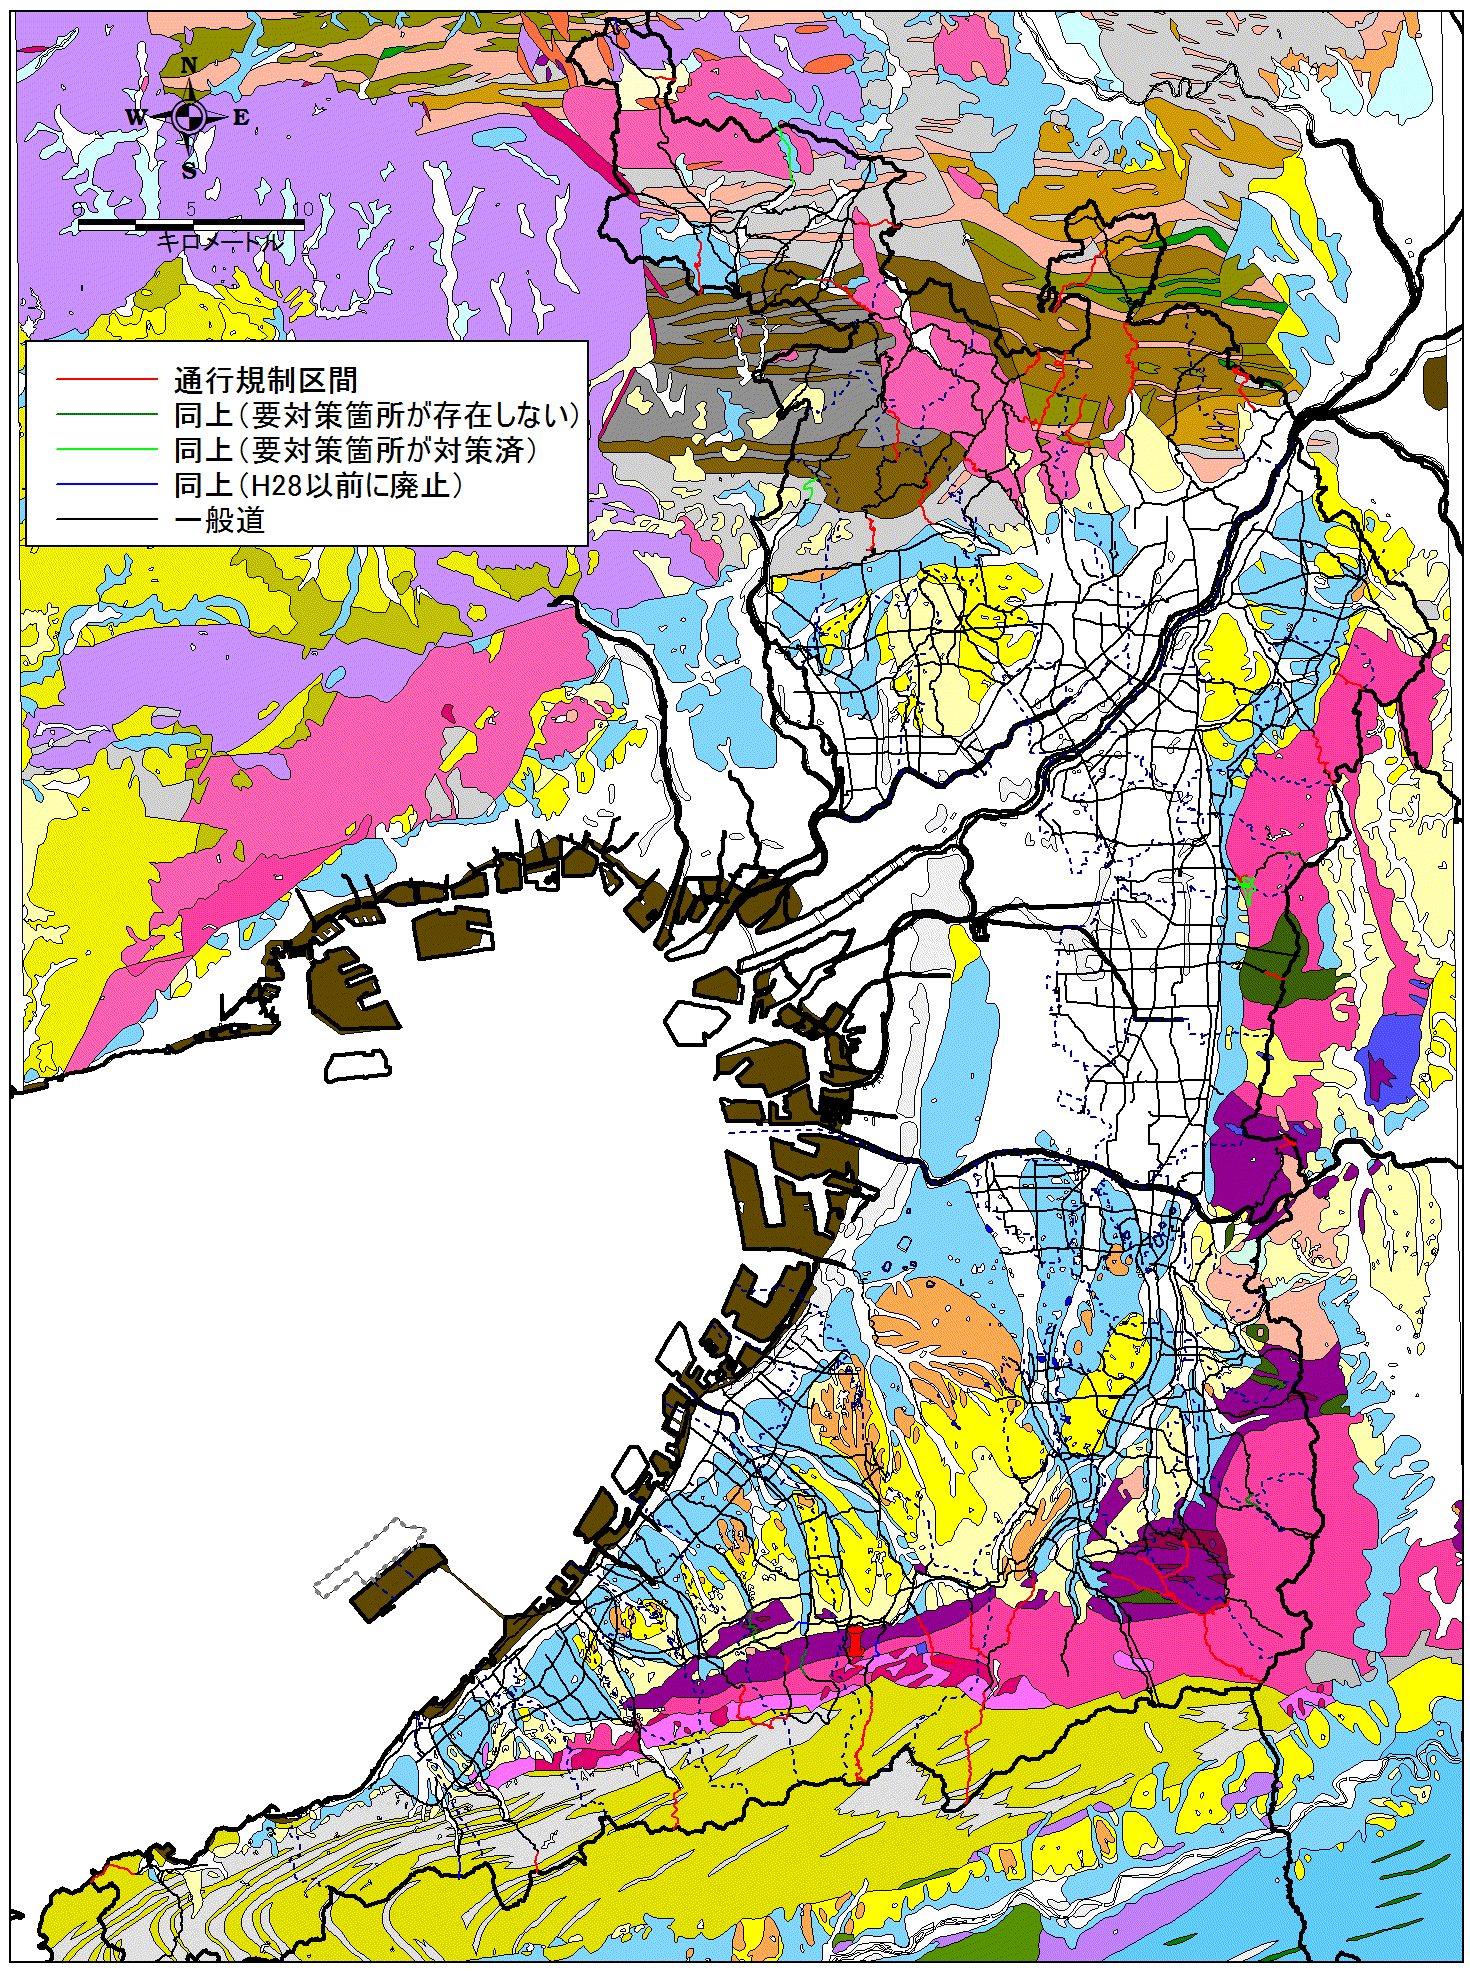 N
W E
S
0 5 10
キロメートル
通行規制区間
同上（要対策箇所が存在しない）
同上（要対策箇所が対策済）
同上（H28以前に廃止）
一般道